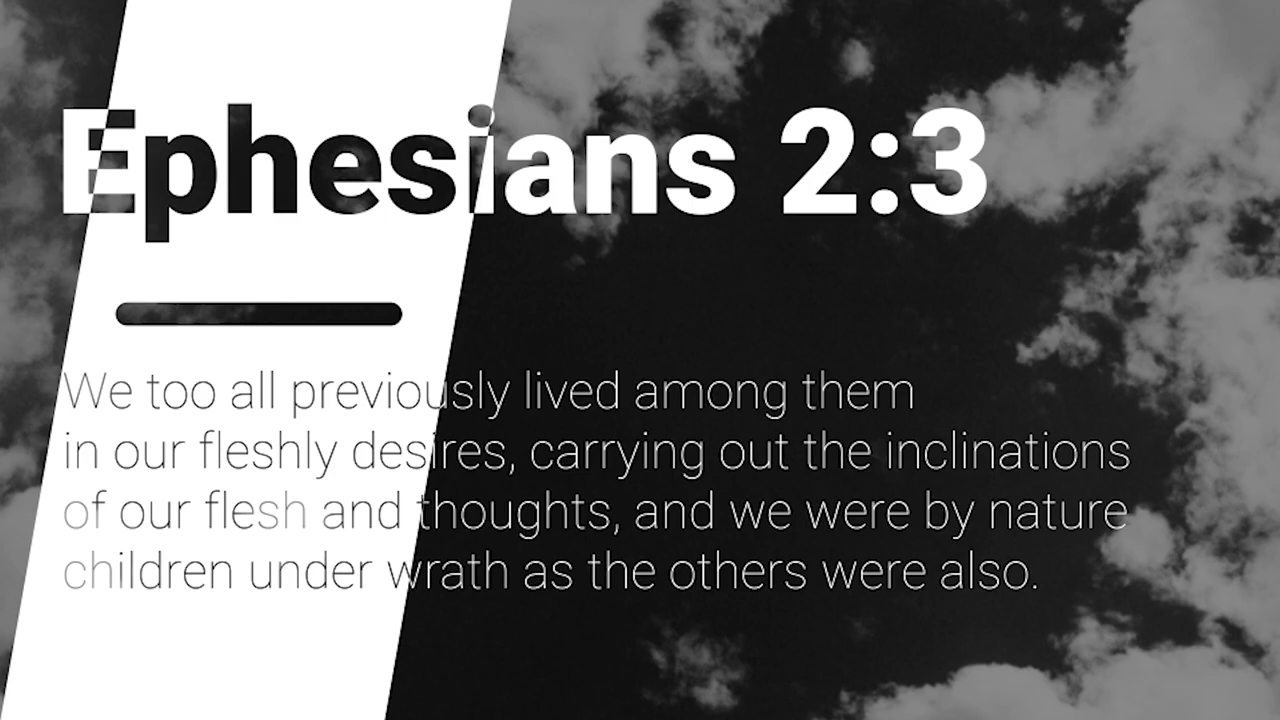 Ephesians 2:3
We too all previously lived among them
in our fleshly desires, carrying out the inclinations
of our flesh and thoughts, and we were by nature
children under wrath as the others were also.